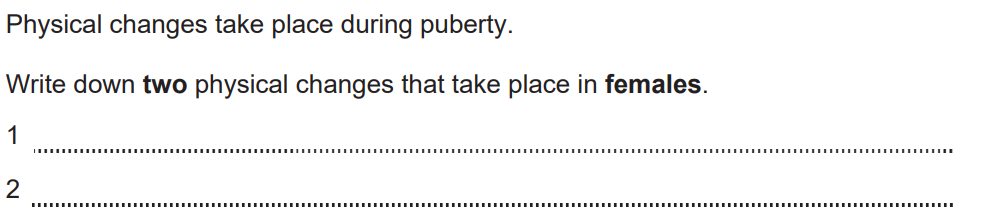 Physical changes take place during puberty.
Write down two physical changes that take place in females.
1
2